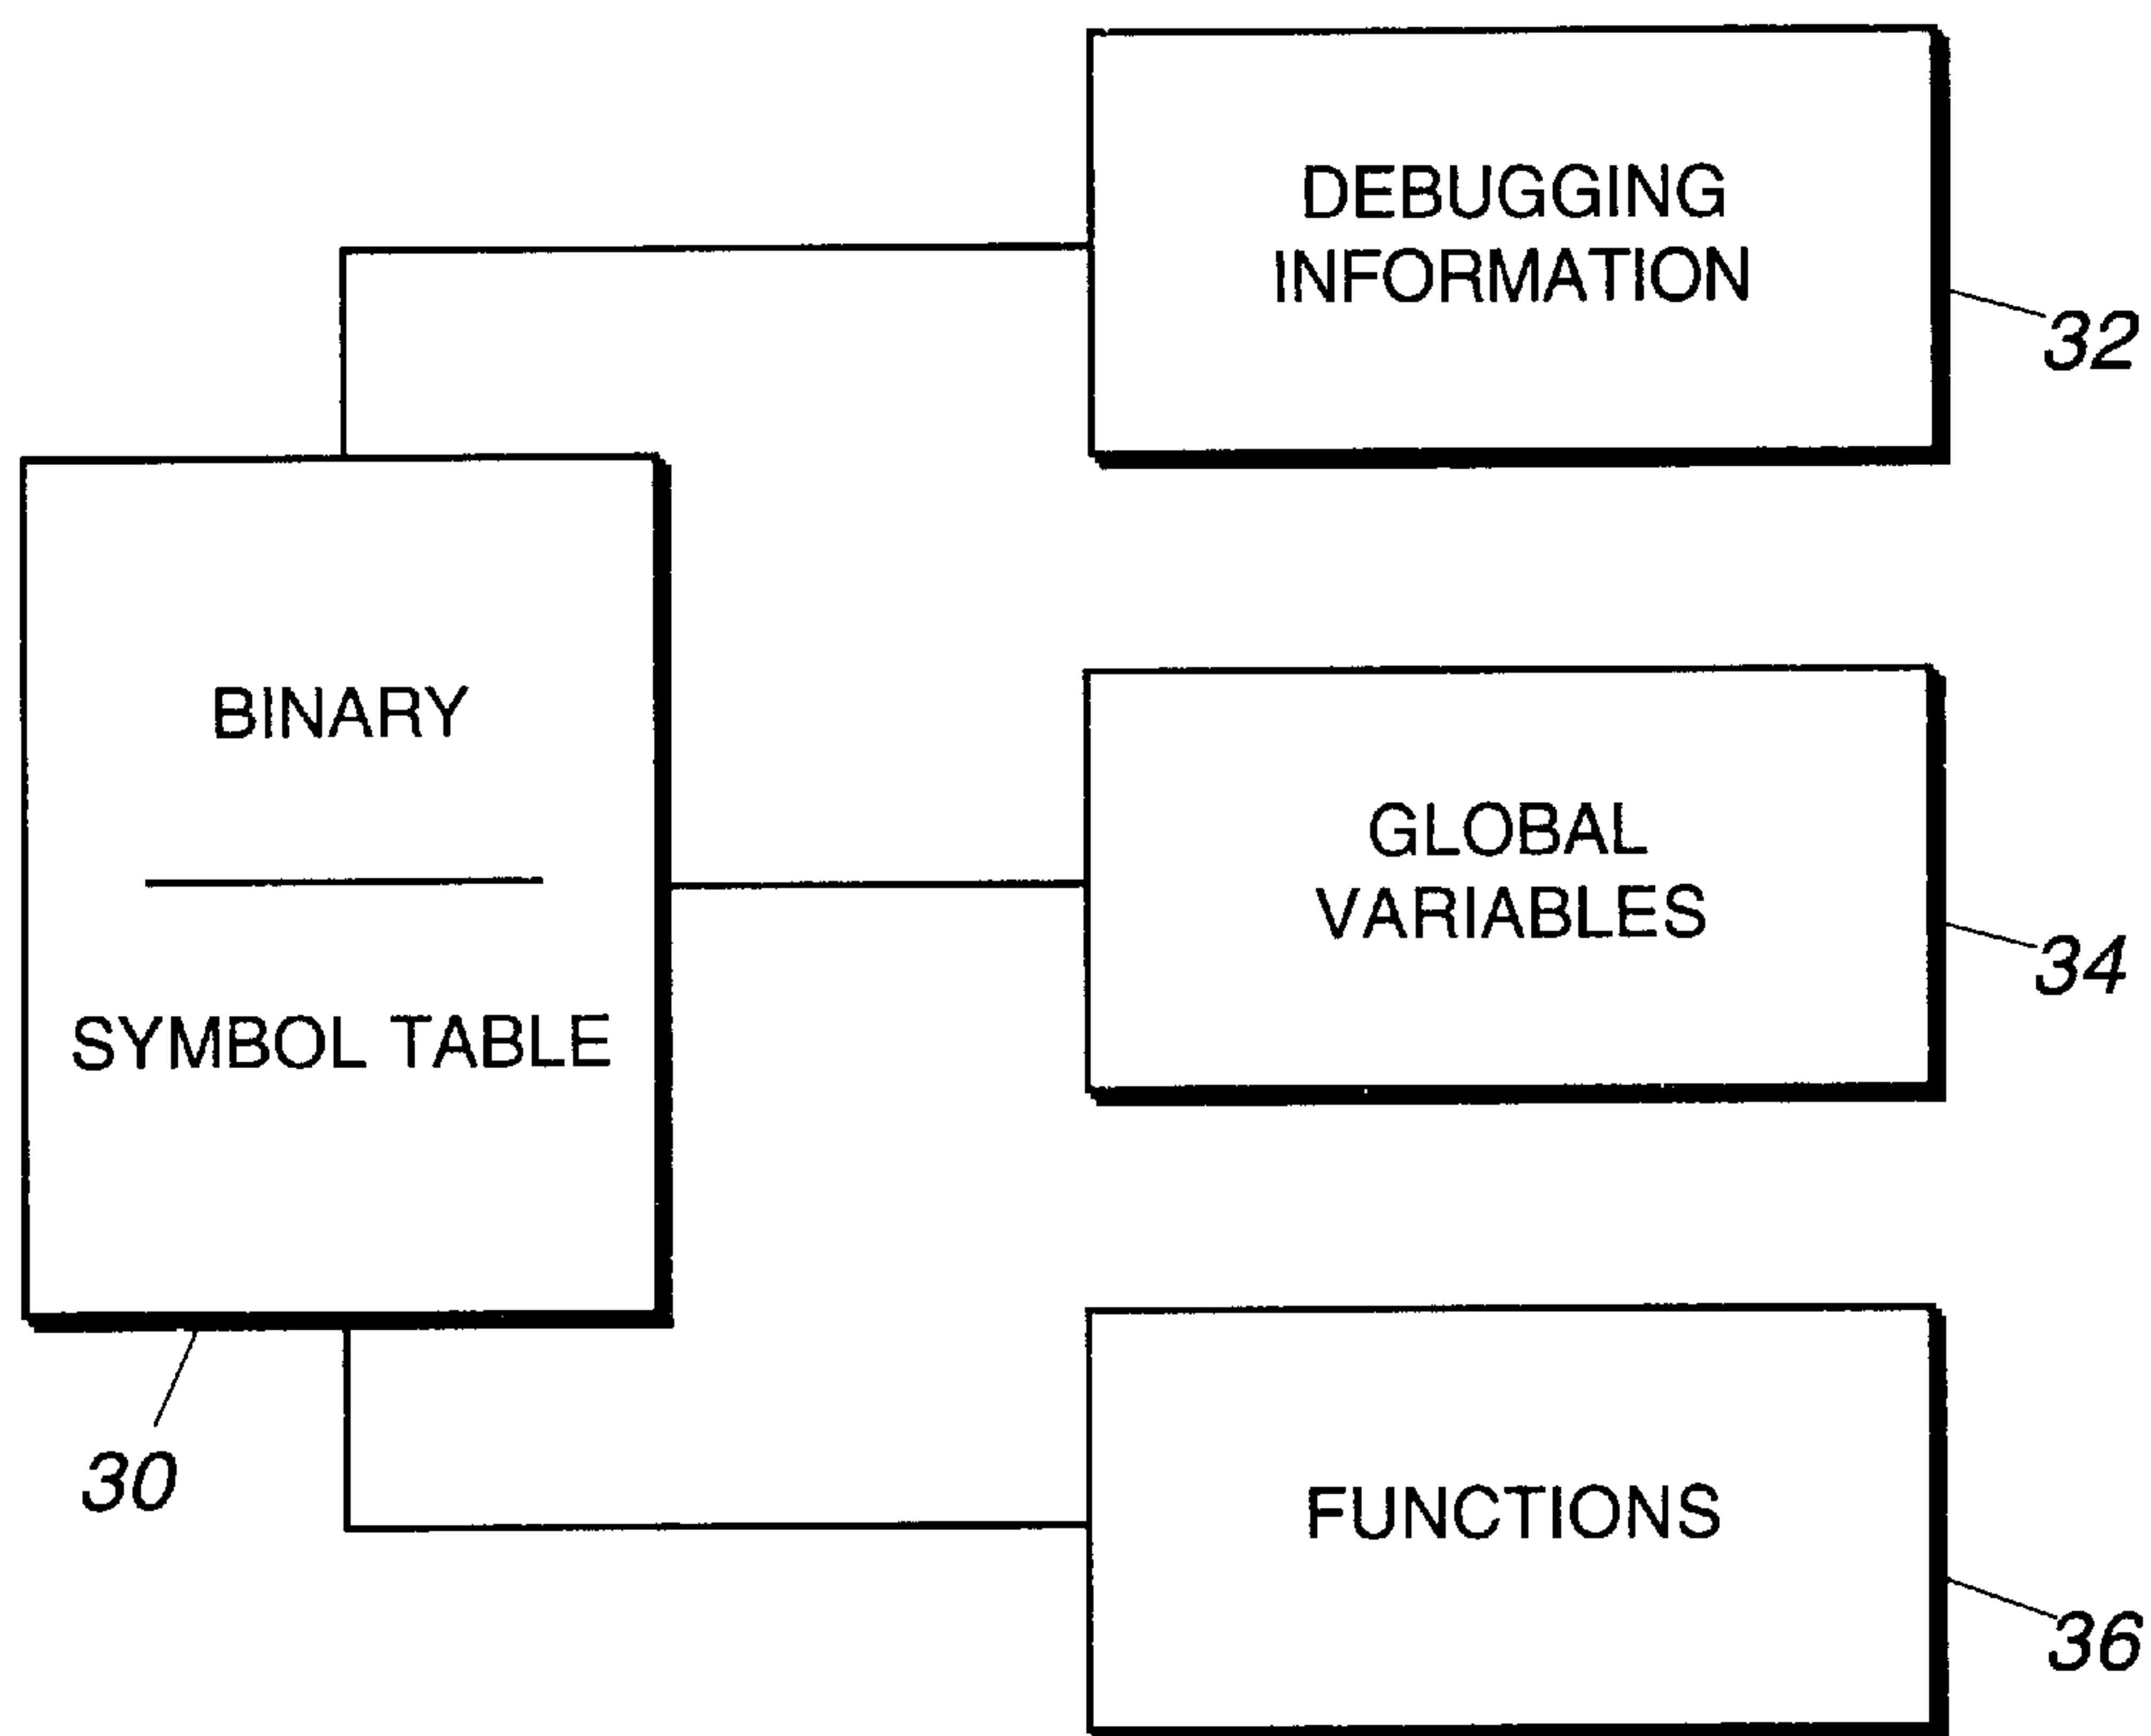 DEBUGGING
INFORMATION
32
BINARY
SYMBOL TABLE
30
GLOBAL
VARIABLES
34
FUNCTIONS
36